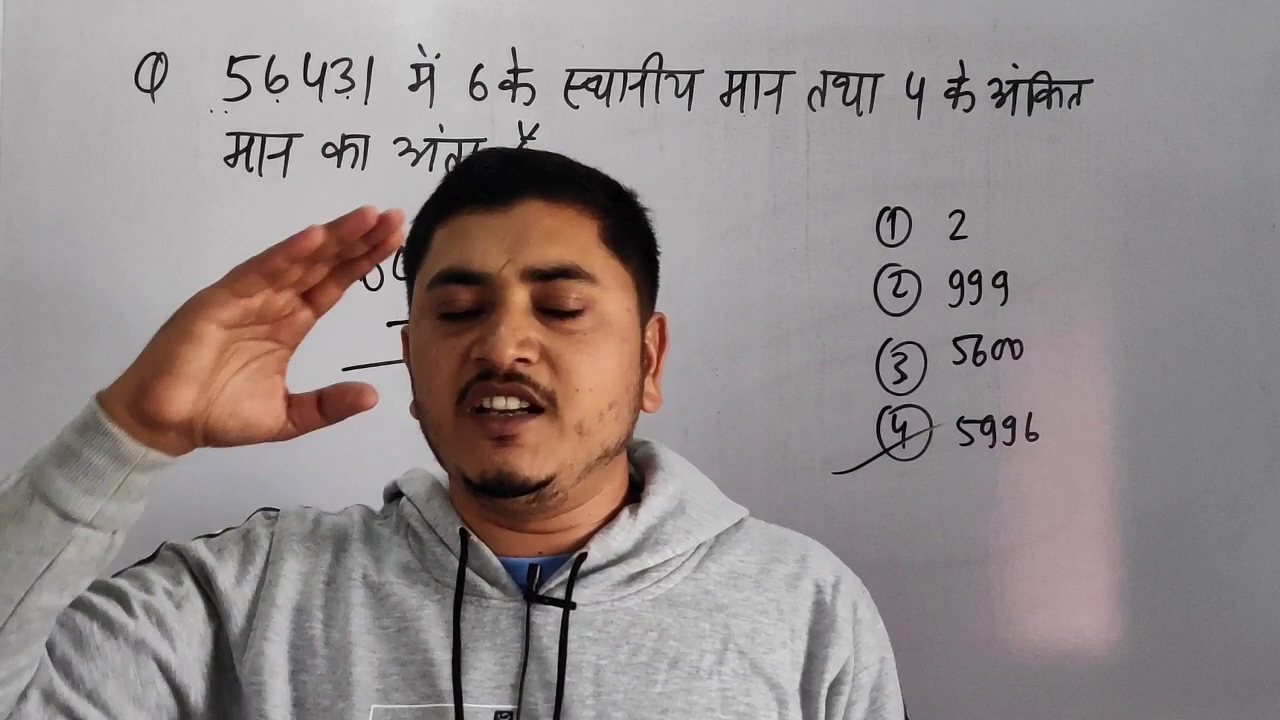 Q 56431 में 6 के स्थानीय मान तथा 4 के अंकित
मान का
① 2
② 999
③ 5600
④ 5996